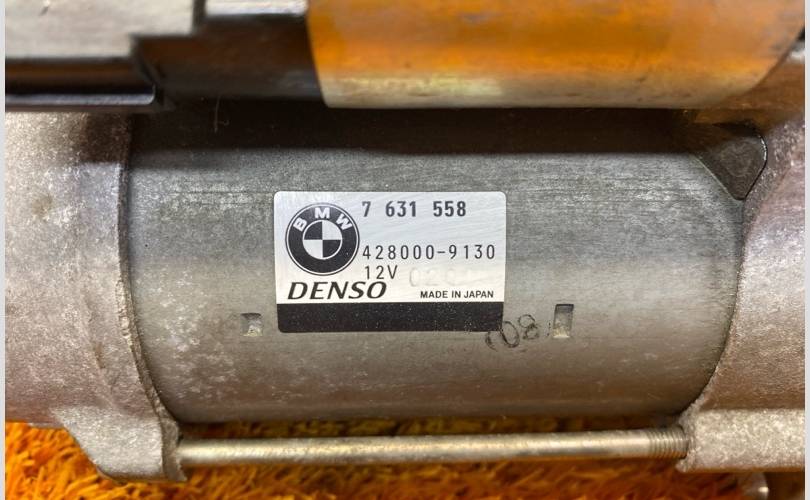 BMW
7 631 558
428000-9130
12V
DENSO
MADE IN JAPAN